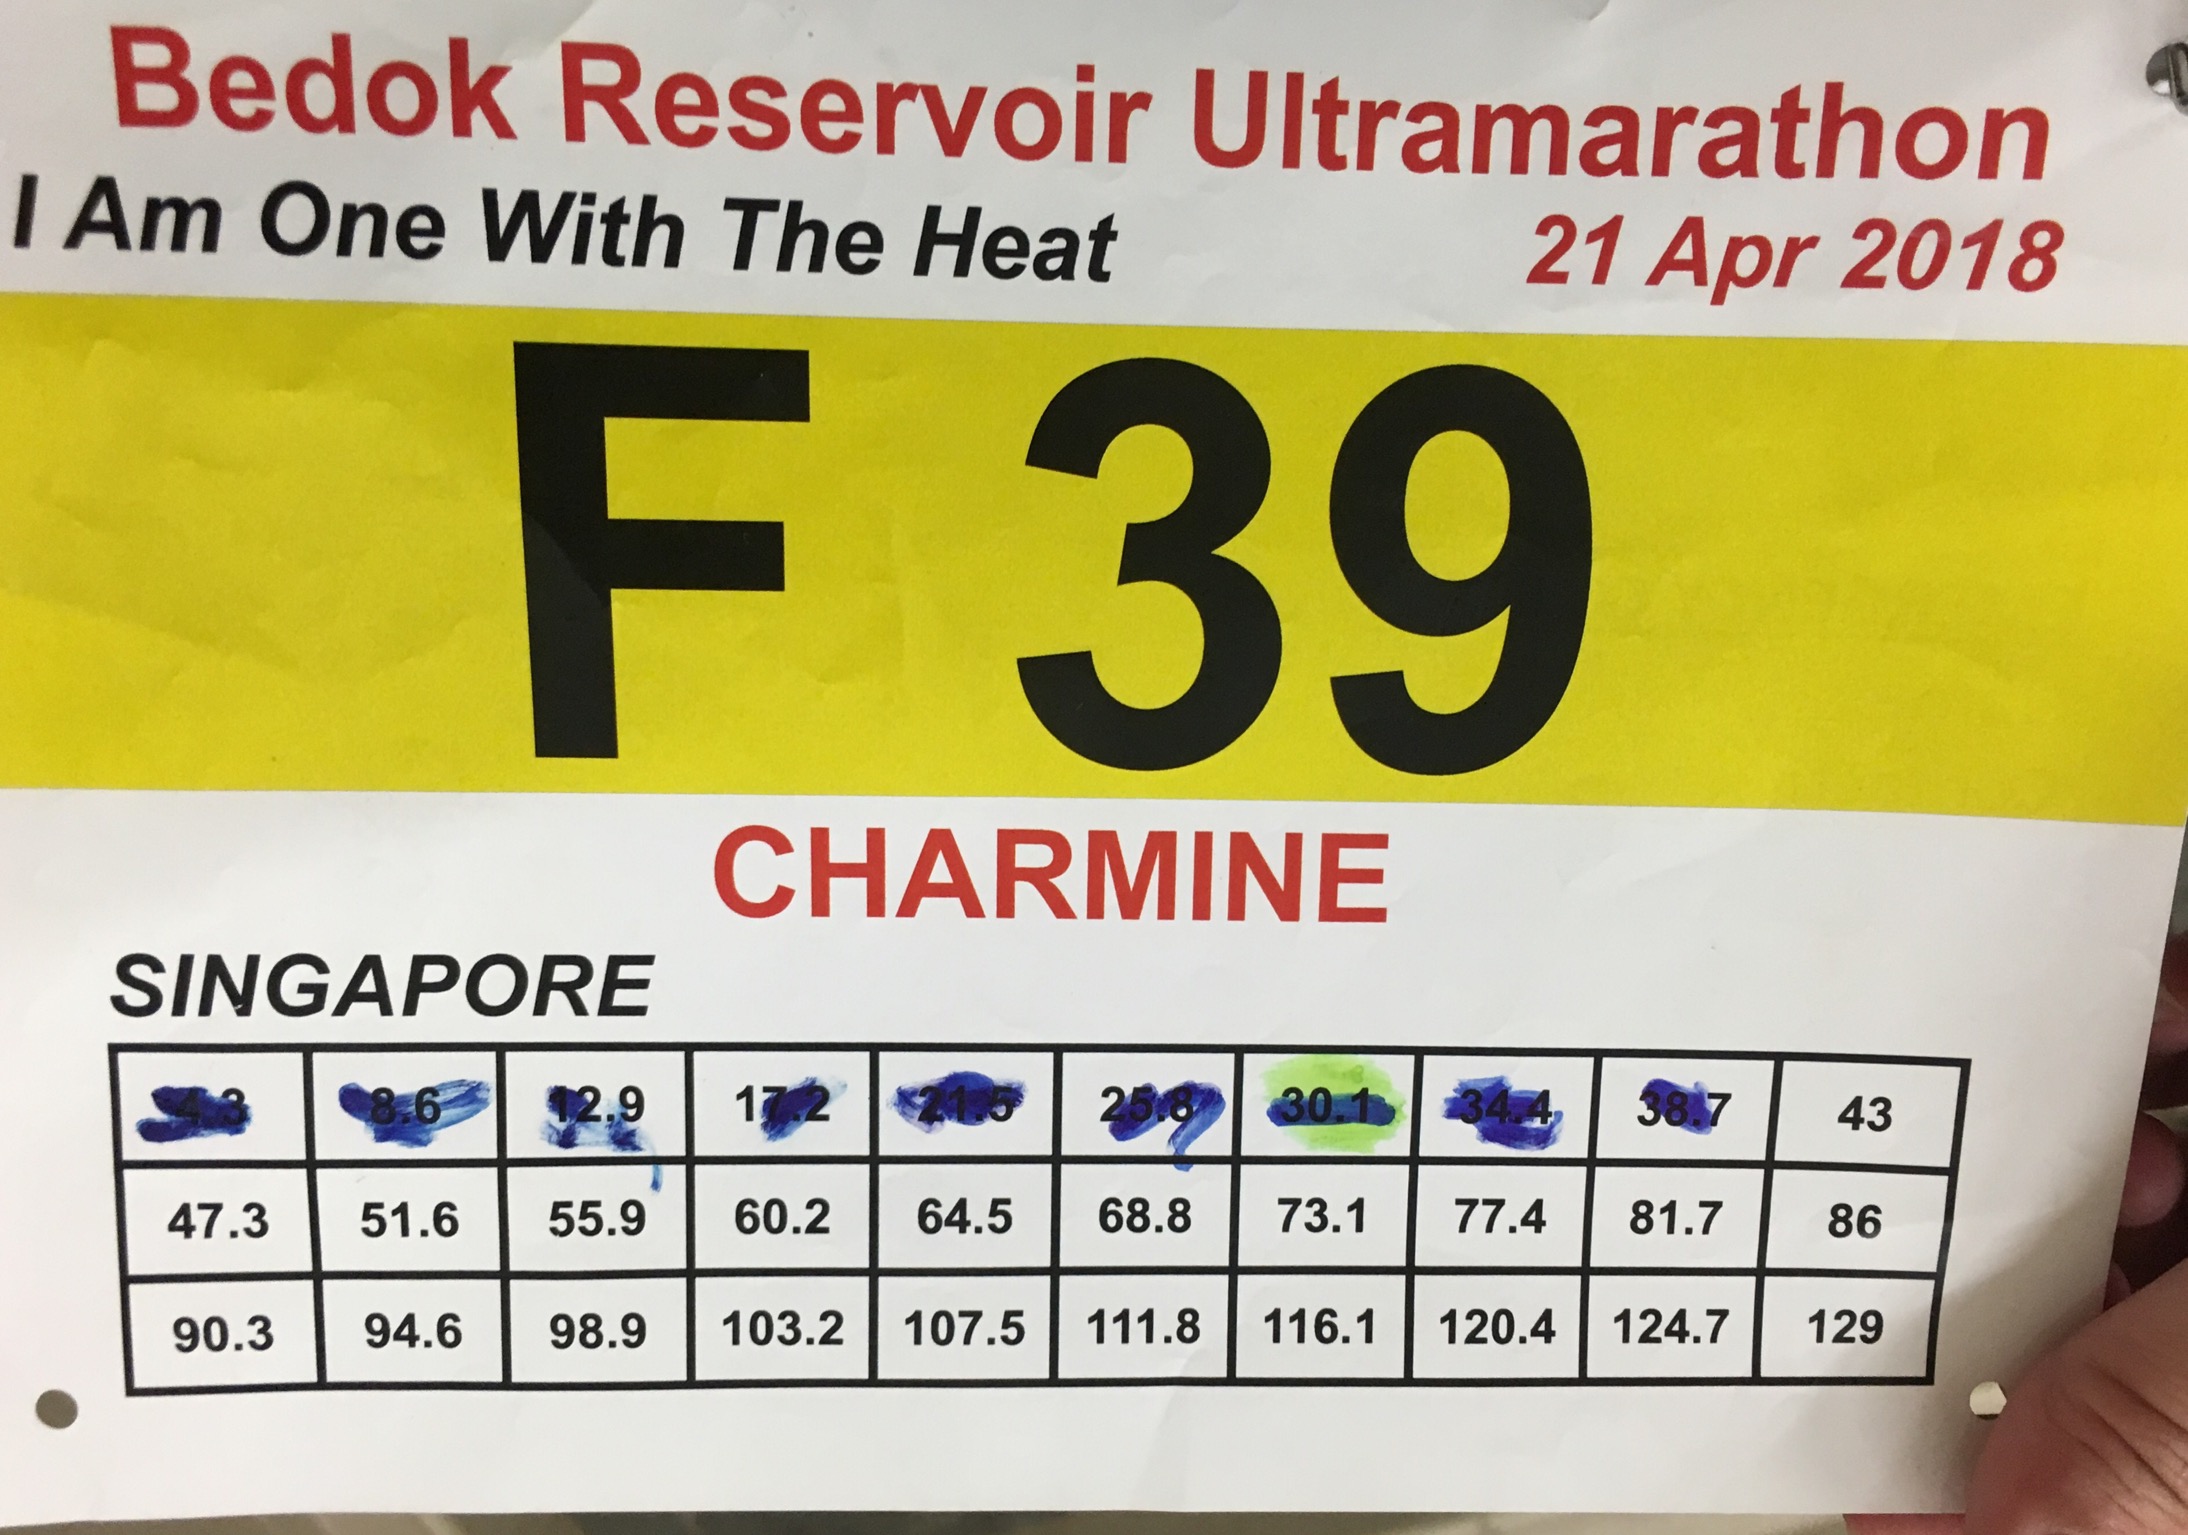 Bedok Reservoir Ultramarathon
I Am One With The Heat 21 Apr 2018
F 39
CHARMINE
SINGAPORE
4.3 8.6 12.9 17.2 21.5 25.8 30.1 34.4 38.7 43
47.3 51.6 55.9 60.2 64.5 68.8 73.1 77.4 81.7 86
90.3 94.6 98.9 103.2 107.5 111.8 116.1 120.4 124.7 129